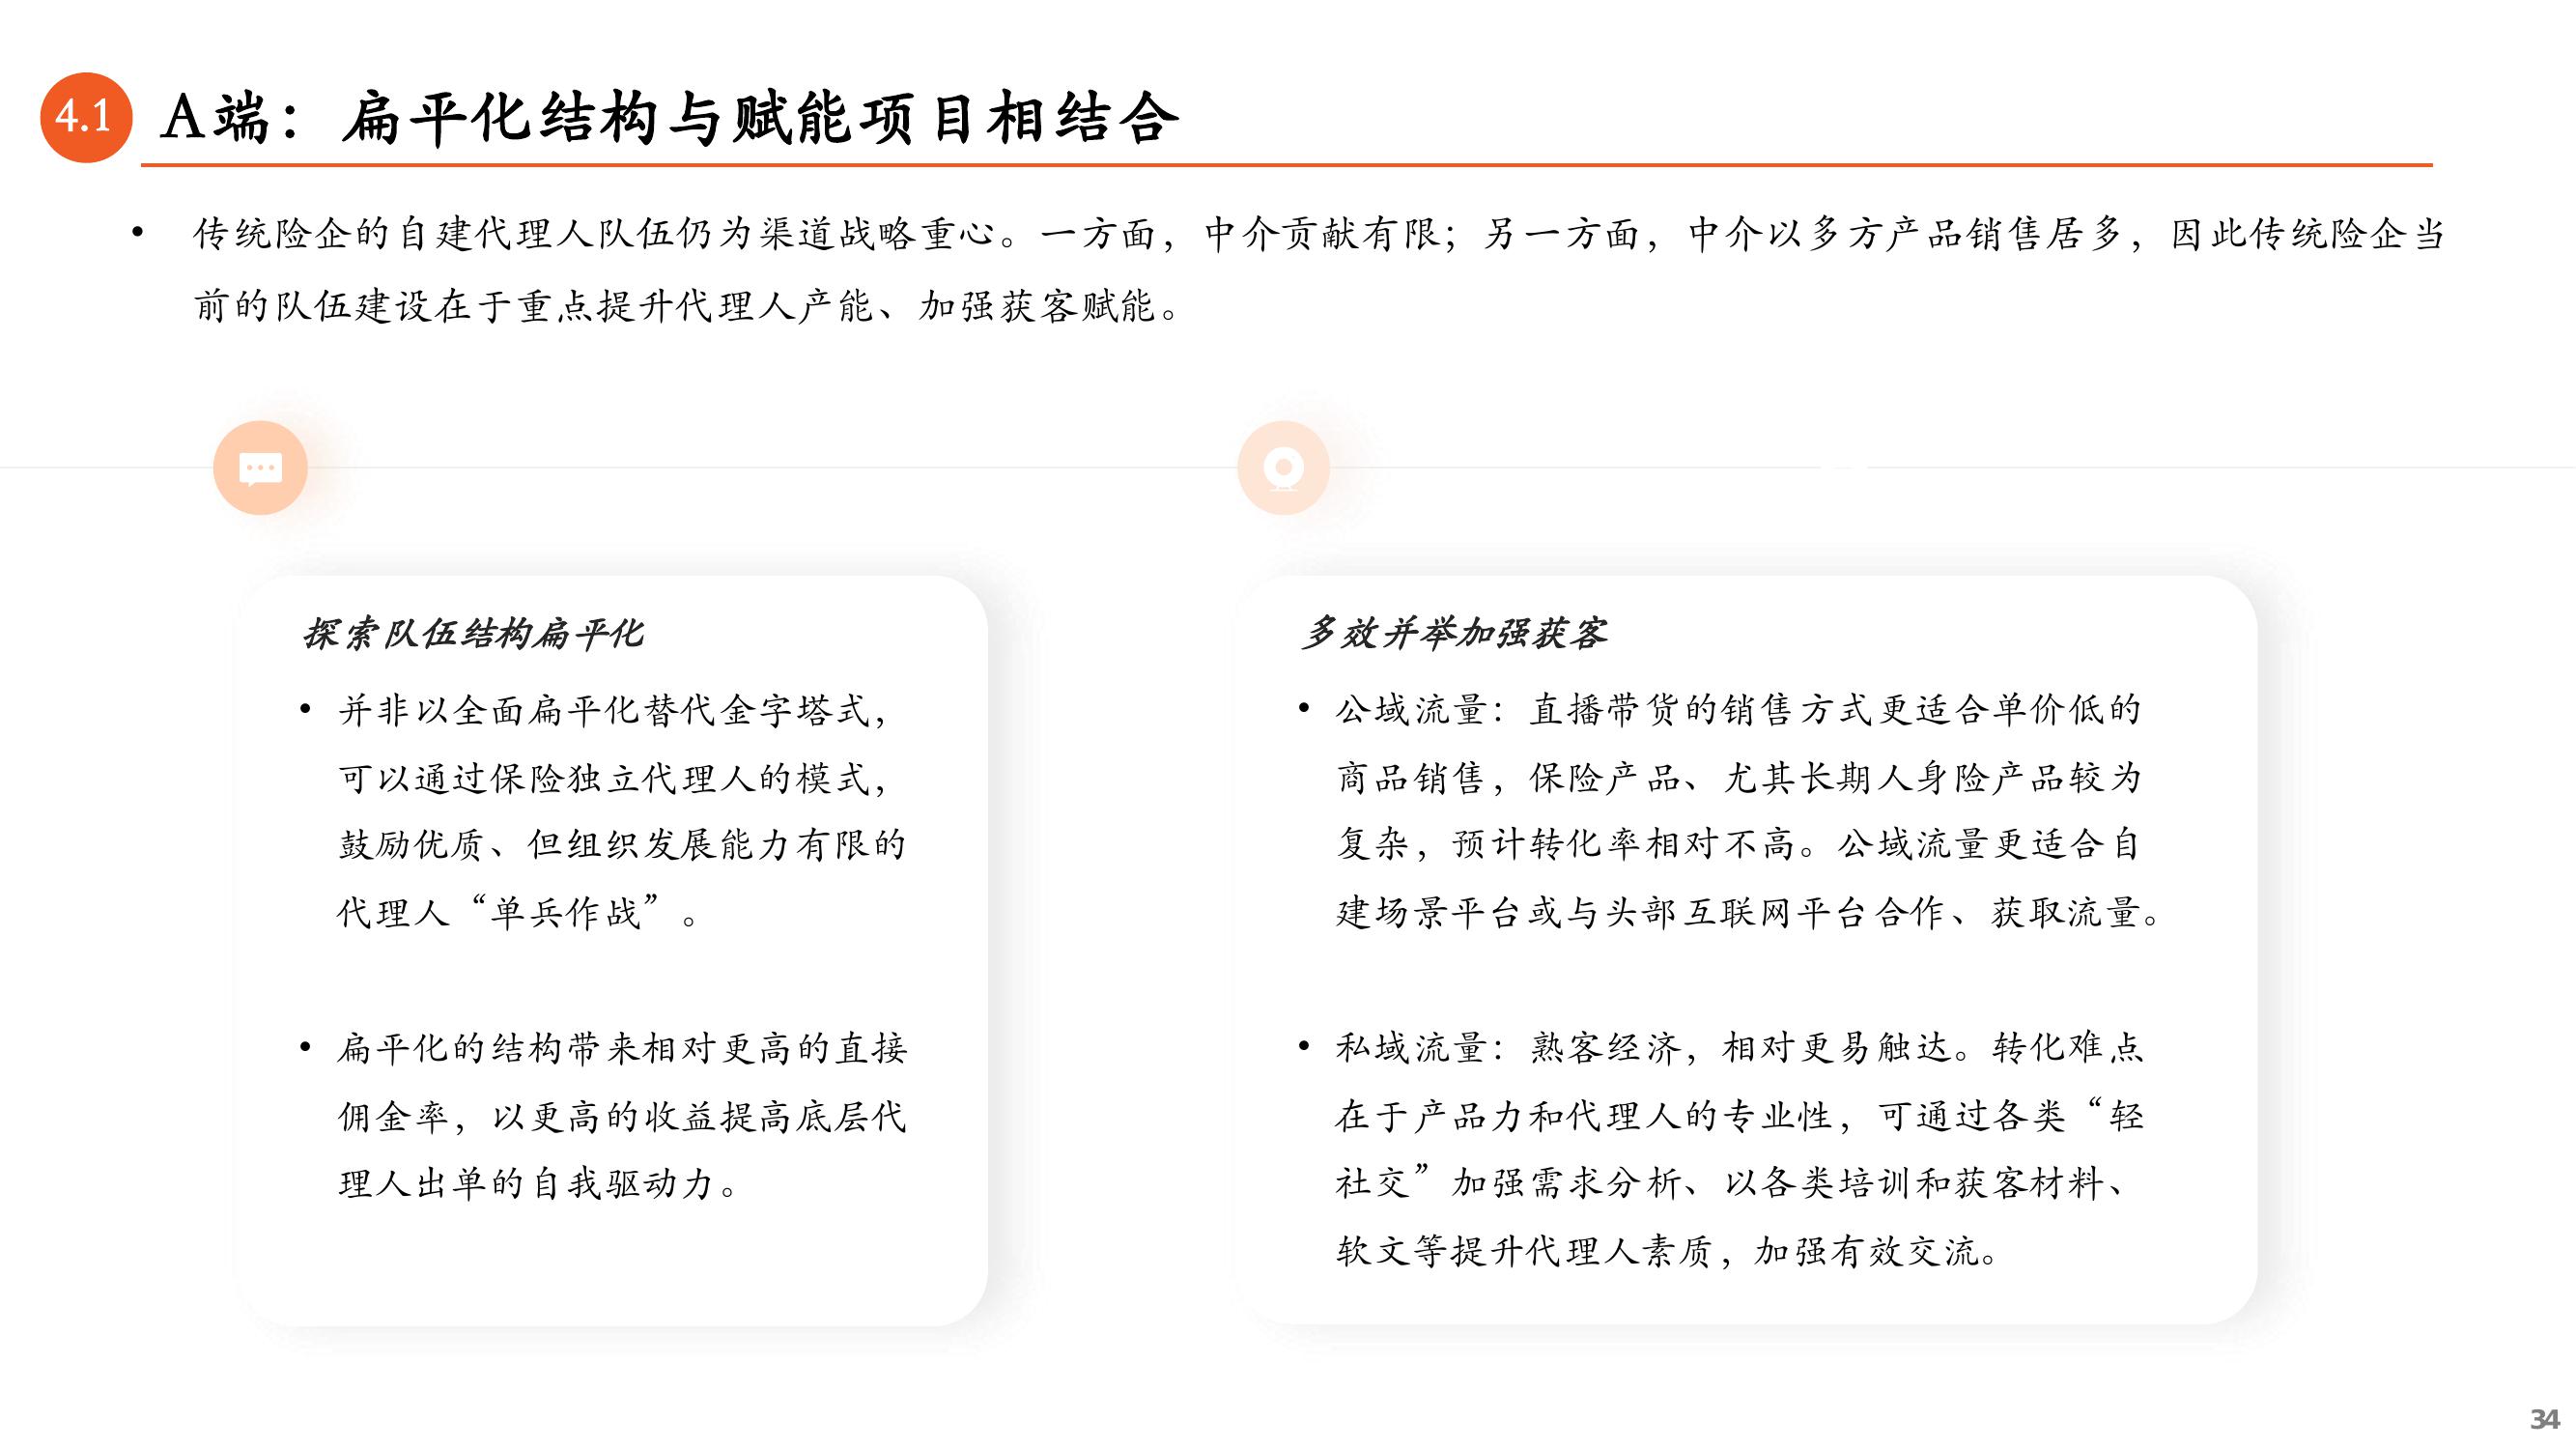 4.1 A端：扁平化结构与赋能项目相结合
• 传统险企的自建代理人队伍仍为渠道战略重心。一方面，中介贡献有限；另一方面，中介以多方产品销售居多，因此传统险企当
前的队伍建设在于重点提升代理人产能、加强获客赋能。
探索队伍结构扁平化
• 并非以全面扁平化替代金字塔式，
可以通过保险独立代理人的模式，
鼓励优质、但组织发展能力有限的
代理人“单兵作战”。
• 扁平化的结构带来相对更高的直接
佣金率，以更高的收益提高底层代
理人出单的自我驱动力。
多效并举加强获客
• 公域流量：直播带货的销售方式更适合单价低的
商品销售，保险产品、尤其长期人身险产品较为
复杂，预计转化率相对不高。公域流量更适合自
建场景平台或与头部互联网平台合作、获取流量。
• 私域流量：熟客经济，相对更易触达。转化难点
在于产品力和代理人的专业性，可通过各类“轻
社交”加强需求分析、以各类培训和获客材料、
软文等提升代理人素质，加强有效交流。
34